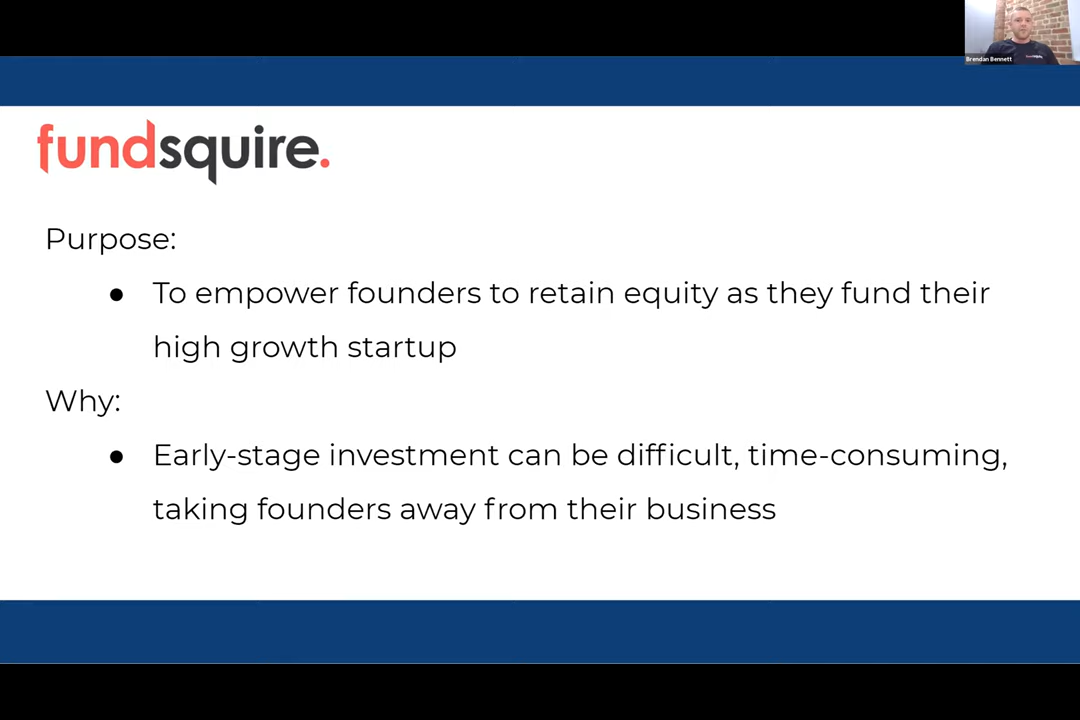 Brendan Bennett
fundsquire.
Purpose:
● To empower founders to retain equity as they fund their
high growth startup
Why:
● Early-stage investment can be difficult, time-consuming,
taking founders away from their business